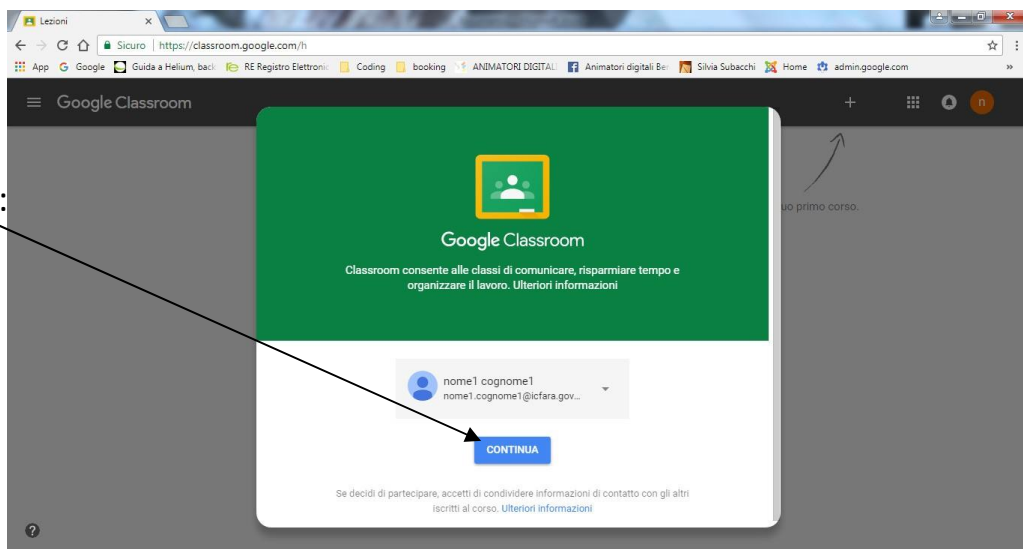 Lezioni
Sicuro | https://classroom.google.com/h
App Google Guida a Helium, back RE Registro Elettronic Coding booking ANIMATORI DIGITAL Animatori digitali Ber Silvia Subacchi Home admin.google.com »
Google Classroom + n
:
uo primo corso.
Google Classroom
Classroom consente alle classi di comunicare, risparmiare tempo e
organizzare il lavoro. Ulteriori informazioni
nome1 cognome1
nome1.cognome1@icfara.gov...
CONTINUA
Se decidi di partecipare, accetti di condividere informazioni di contatto con gli altri
iscritti al corso. Ulteriori informazioni
?